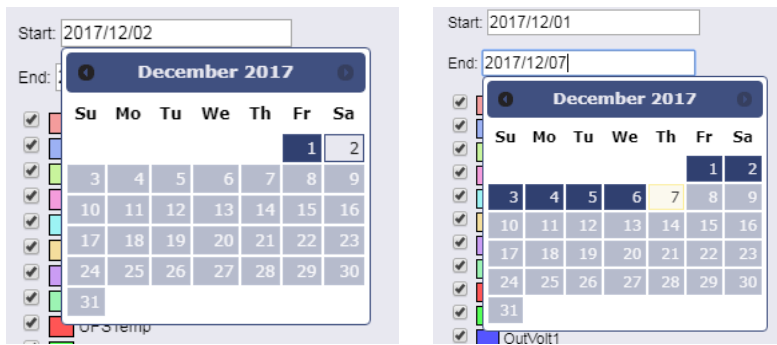 Start: 2017/12/02
December 2017
End:
Su Mo Tu We Th Fr Sa
1 2
3 4 5 6 7 8 9
10 11 12 13 14 15 16
17 18 19 20 21 22 23
24 25 26 27 28 29 30
31
UPSTemp
Start: 2017/12/01
End: 2017/12/07
December 2017
Su Mo Tu We Th Fr Sa
1 2
3 4 5 6 7 8 9
10 11 12 13 14 15 16
17 18 19 20 21 22 23
24 25 26 27 28 29 30
31
OutVolt1